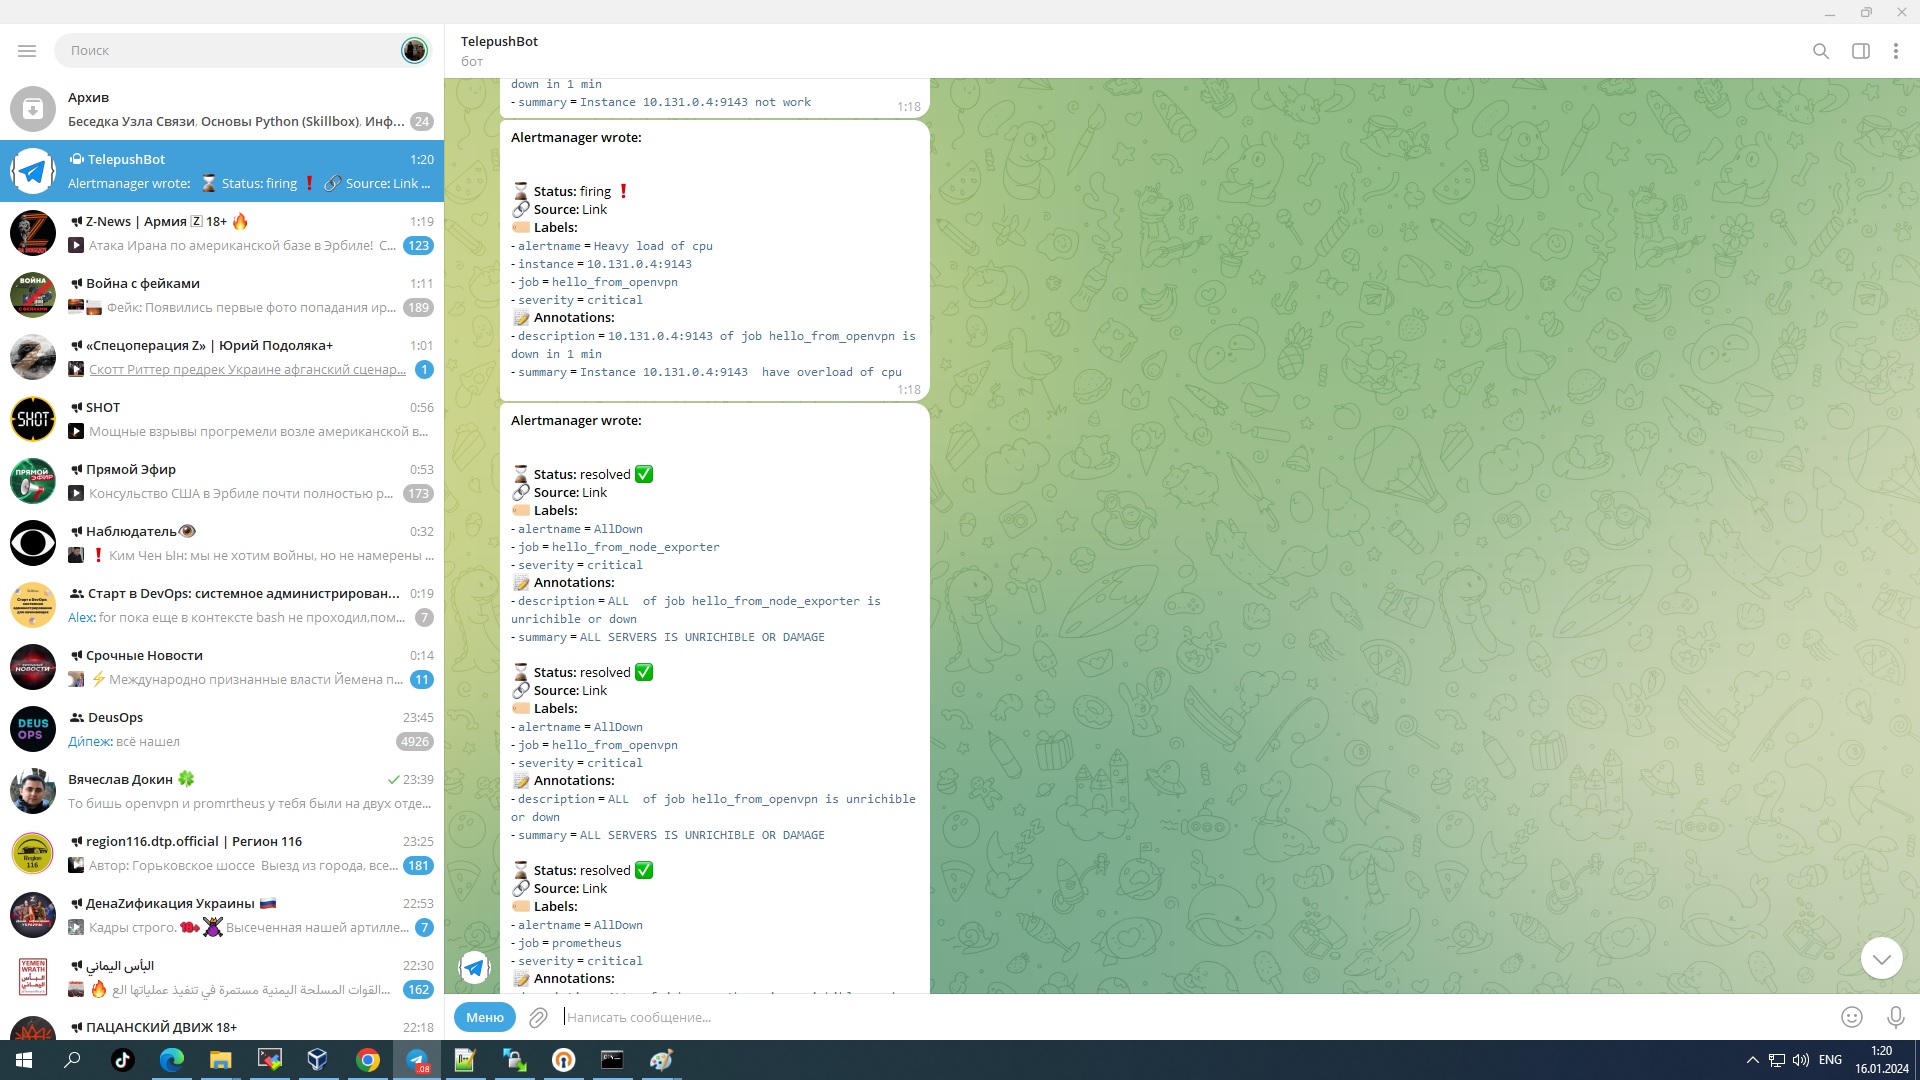 Поиск
Архив
Беседка Узла Связи, Основы Python (Skillbox), Инф... 24
TelepushBot 1:20
Alertmanager wrote: ⏳ Status: firing ❗ 🔗 Source: Link ...
Z-News | Армия 🆉 18+ 🔥 1:19
Атака Ирана по американской базе в Эрбиле! С... 123
Война с фейками 1:11
Фейк: Появились первые фото попадания ир... 189
«Спецоперация Z» | Юрий Подоляка+ 1:01
Скотт Риттер предрек Украине афганский сценар... 1
SHOT 0:56
Мощные взрывы прогремели возле американской в...
Прямой Эфир 0:53
Консульство США в Эрбиле почти полностью р... 173
Наблюдатель👁 0:32
❗ Ким Чен Ын: мы не хотим войны, но не намерены ...
Старт в DevOps: системное администрирован... 0:19
Alex: for пока еще в контексте bash не проходил,пом... 7
Срочные Новости 0:14
⚡Международно признанные власти Йемена п... 11
DeusOps 23:45
Ди́пеж: всё нашел 4926
Вячеслав Докин 🍀 23:39
То бишь openvpn и promrtheus у тебя были на двух отде...
region116.dtp.official | Регион 116 23:25
Автор: Горьковское шоссе Выезд из города, все... 181
ДенаZификация Украины 🇷🇺 22:53
Кадры строго. 🔞 Высеченная нашей артилле... 7
البأس اليماني 22:30
🔥 القوات المسلحة اليمنية مستمرة في تنفيذ عملياتها الع... 162
ПАЦАНСКИЙ ДВИЖ 18+ 22:18
TelepushBot
бот
down in 1 min
- summary = Instance 10.131.0.4:9143 not work 1:18
Alertmanager wrote:
⏳ Status: firing ❗
🔗 Source: Link
🏷 Labels:
- alertname = Heavy load of cpu
- instance = 10.131.0.4:9143
- job = hello_from_openvpn
- severity = critical
📝 Annotations:
- description = 10.131.0.4:9143 of job hello_from_openvpn is
down in 1 min
- summary = Instance 10.131.0.4:9143  have overload of cpu
1:18
Alertmanager wrote:
⏳ Status: resolved ✅
🔗 Source: Link
🏷 Labels:
- alertname = AllDown
- job = hello_from_node_exporter
- severity = critical
📝 Annotations:
- description = ALL  of job hello_from_node_exporter is
unrichible or down
- summary = ALL SERVERS IS UNRICHIBLE OR DAMAGE
⏳ Status: resolved ✅
🔗 Source: Link
🏷 Labels:
- alertname = AllDown
- job = hello_from_openvpn
- severity = critical
📝 Annotations:
- description = ALL  of job hello_from_openvpn is unrichible
or down
- summary = ALL SERVERS IS UNRICHIBLE OR DAMAGE
⏳ Status: resolved ✅
🔗 Source: Link
🏷 Labels:
- alertname = AllDown
- job = prometheus
- severity = critical
📝 Annotations:
Меню
Написать сообщение...
ENG
1:20
16.01.2024